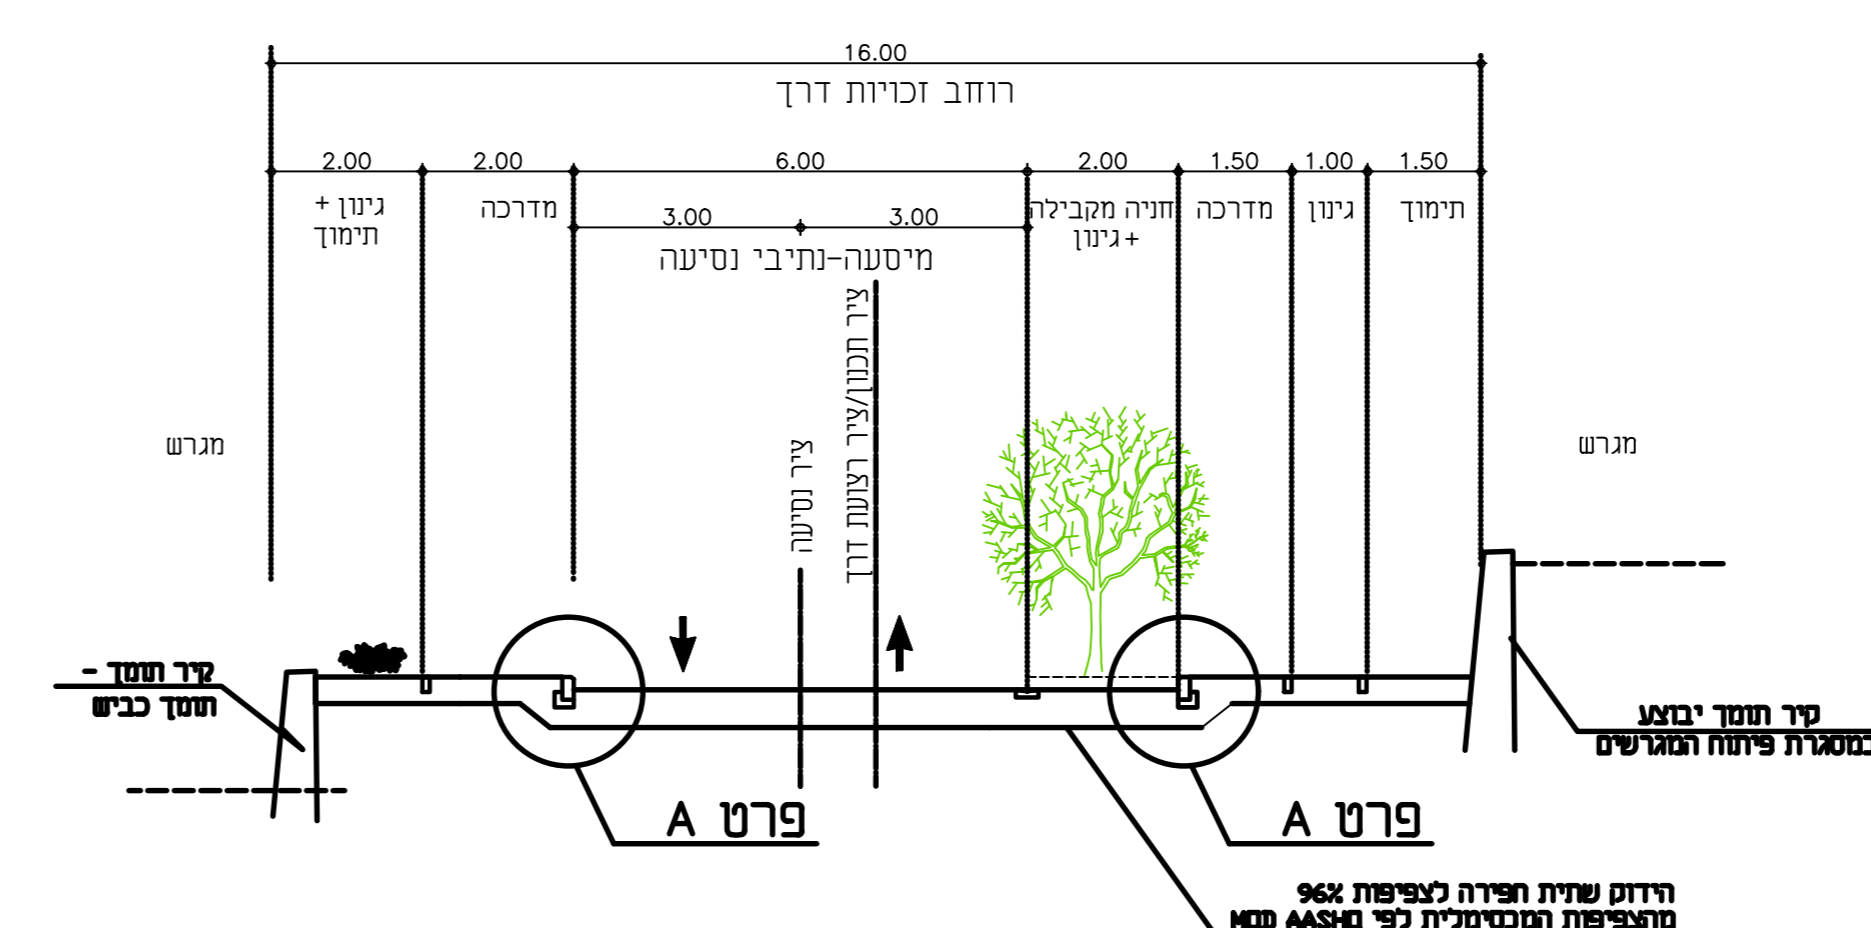 16.00
רוחב זכויות דרך
2.00 2.00 6.00 2.00 1.50 1.00 1.50
גינון +
תימוך
מדרכה
3.00 3.00
מיסעה-נתיבי נסיעה
חניה מקבילה
+גינון
מדרכה
גינון
תימוך
ציר נסיעה
ציר תכנון/ציר רצועת דרך
מגרש
מגרש
קיר תומך -
תומך כביש
קיר תומך יבוצע
במסגרת פיתוח המגרשים
פרט A
פרט A
הידוק שתית חפירה לצפיפות 96%
מהצפיפות המכסימלית לפי MOD AASHO